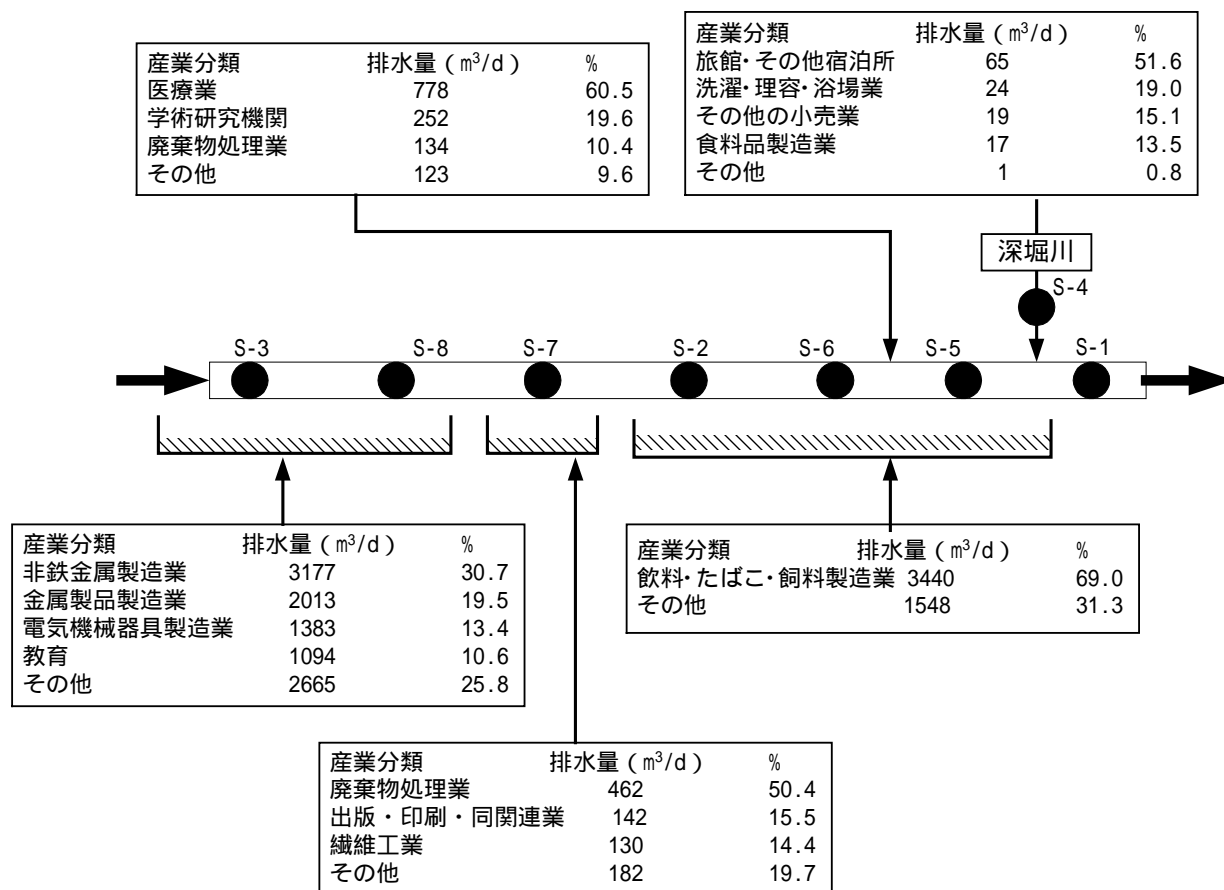 産業分類 排水量（m³/d） %
医療業 778 60.5
学術研究機関 252 19.6
廃棄物処理業 134 10.4
その他 123 9.6
産業分類 排水量（m³/d） %
旅館・その他宿泊所 65 51.6
洗濯・理容・浴場業 24 19.0
その他の小売業 19 15.1
食料品製造業 17 13.5
その他 1 0.8
深堀川
S-4
S-3 S-8 S-7 S-2 S-6 S-5 S-1
産業分類 排水量（m³/d） %
非鉄金属製造業 3177 30.7
金属製品製造業 2013 19.5
電気機械器具製造業 1383 13.4
教育 1094 10.6
その他 2665 25.8
産業分類 排水量（m³/d） %
飲料・たばこ・飼料製造業 3440 69.0
その他 1548 31.3
産業分類 排水量（m³/d） %
廃棄物処理業 462 50.4
出版・印刷・同関連業 142 15.5
繊維工業 130 14.4
その他 182 19.7